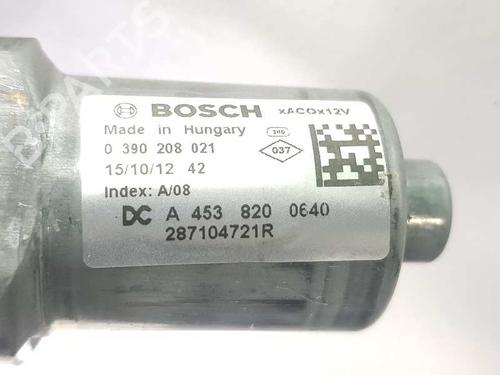 BOSCH xACOx12V
Made in Hungary
0 390 208 021 037
15/10/12 42
Index: A/08
DC A 453 820 0640
287104721R